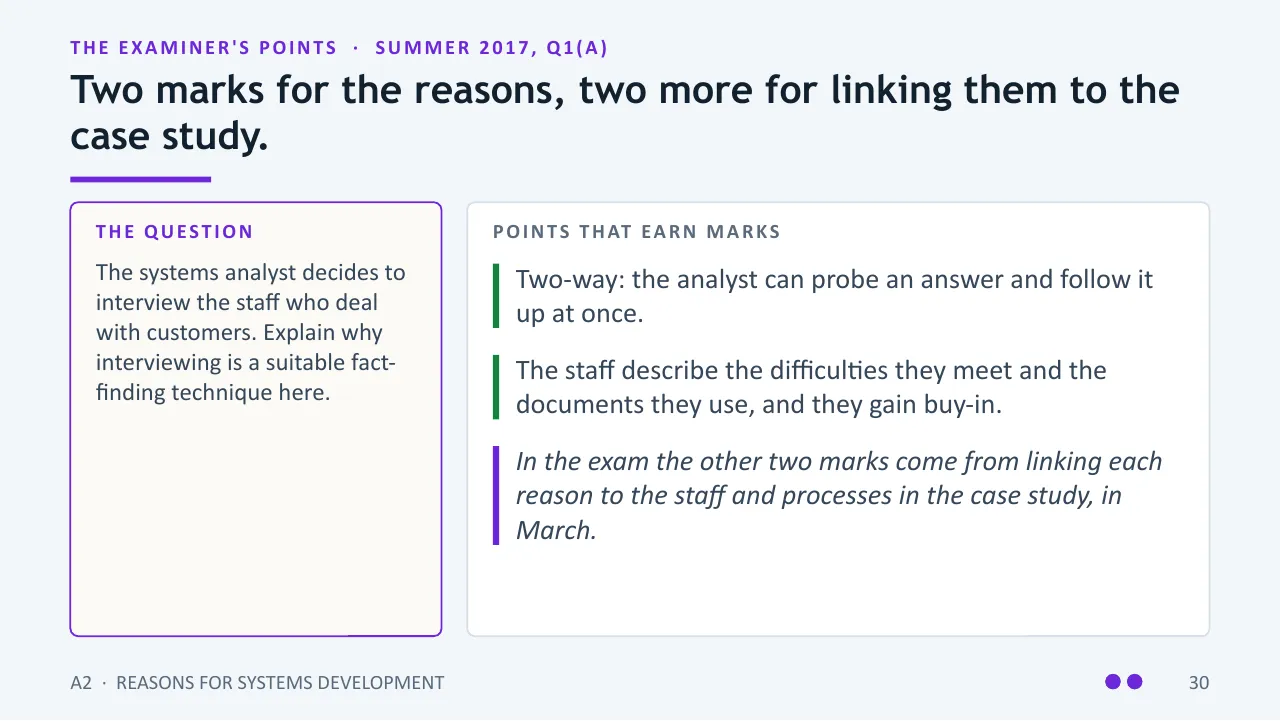 THE EXAMINER'S POINTS · SUMMER 2017, Q1(A)
Two marks for the reasons, two more for linking them to the
case study.
THE QUESTION
The systems analyst decides to
interview the staff who deal
with customers. Explain why
interviewing is a suitable fact-
finding technique here.
POINTS THAT EARN MARKS
Two-way: the analyst can probe an answer and follow it
up at once.
The staff describe the difficulties they meet and the
documents they use, and they gain buy-in.
In the exam the other two marks come from linking each
reason to the staff and processes in the case study, in
March.
A2 · REASONS FOR SYSTEMS DEVELOPMENT
30